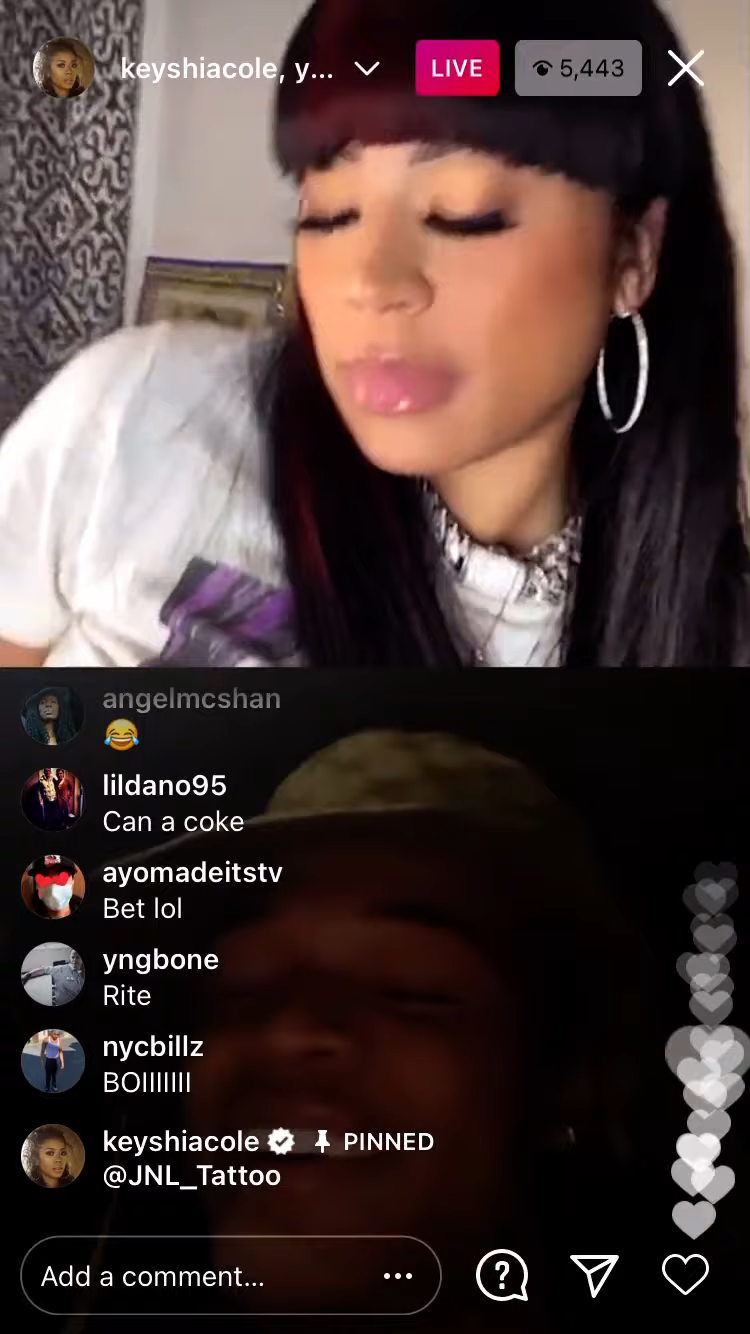 keyshiacole, y...
LIVE
5,443
angelmcshan
😂
lildano95
Can a coke
ayomadeitstv
Bet lol
yngbone
Rite
nycbillz
BOIIIIIII
keyshiacole PINNED
@JNL_Tattoo
Add a comment...